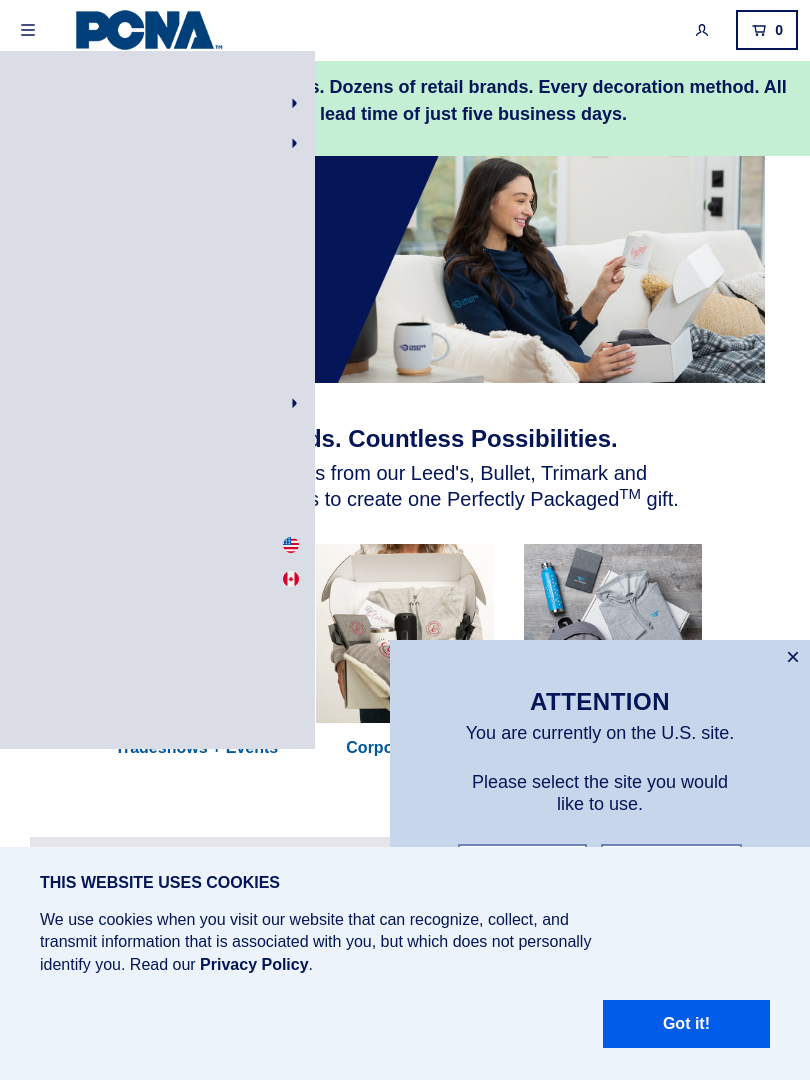 PCNA™
0
s. Dozens of retail brands. Every decoration method. All
lead time of just five business days.
ds. Countless Possibilities.
s from our Leed's, Bullet, Trimark and
s to create one Perfectly Packaged™ gift.
Tradeshows + Events
Corpo
ATTENTION
You are currently on the U.S. site.
Please select the site you would
like to use.
THIS WEBSITE USES COOKIES
We use cookies when you visit our website that can recognize, collect, and
transmit information that is associated with you, but which does not personally
identify you. Read our Privacy Policy.
Got it!